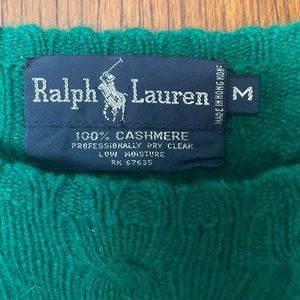 Ralph Lauren
100% CASHMERE
PROFESSIONALLY DRY CLEAN
LOW MOISTURE
RN 67635
MADE IN HONG KONG
M